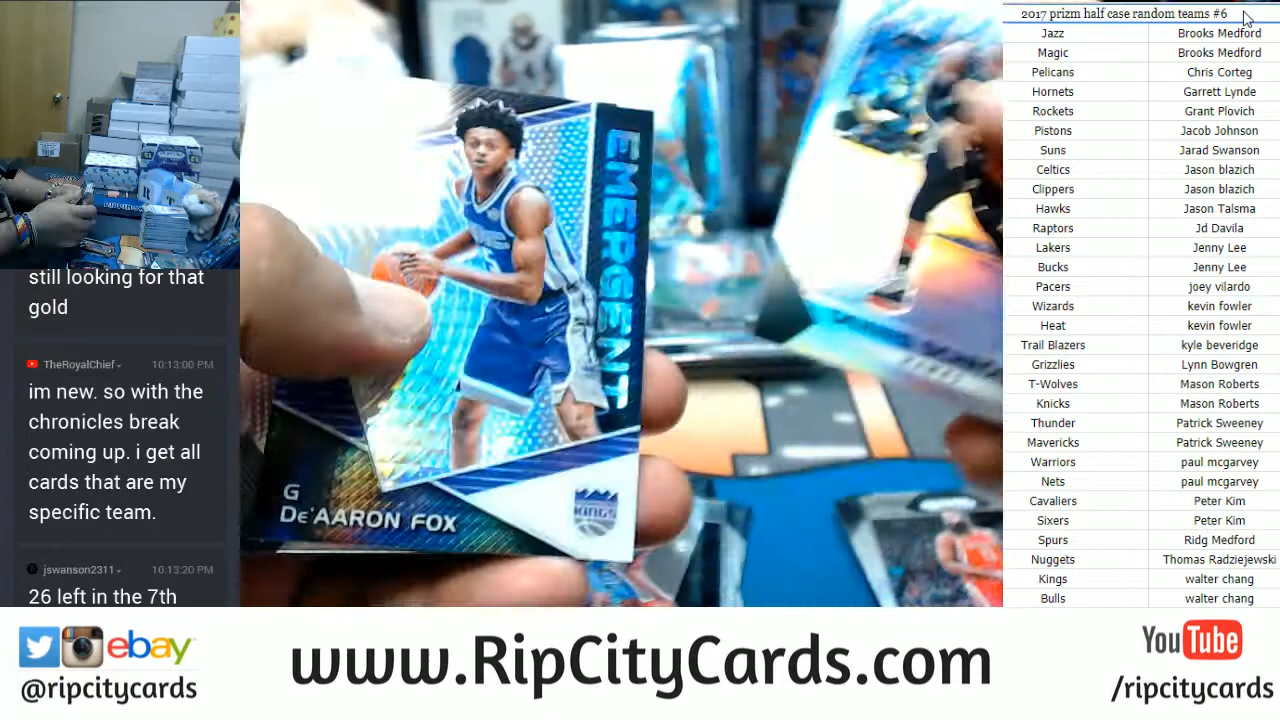 still looking for that
gold
TheRoyalChief
10:13:00 PM
im new. so with the
chronicles break
coming up. i get all
cards that are my
specific team.
jswanson2311
10:13:20 PM
26 left in the 7th
EMERGENT
G
De'AARON FOX
KINGS
2017 prizm half case random teams #6
Jazz Brooks Medford
Magic Brooks Medford
Pelicans Chris Corteg
Hornets Garrett Lynde
Rockets Grant Plovich
Pistons Jacob Johnson
Suns Jarad Swanson
Celtics Jason blazich
Clippers Jason blazich
Hawks Jason Talsma
Raptors Jd Davila
Lakers Jenny Lee
Bucks Jenny Lee
Pacers joey vilardo
Wizards kevin fowler
Heat kevin fowler
Trail Blazers kyle beveridge
Grizzlies Lynn Bowgren
T-Wolves Mason Roberts
Knicks Mason Roberts
Thunder Patrick Sweeney
Mavericks Patrick Sweeney
Warriors paul mcgarvey
Nets paul mcgarvey
Cavaliers Peter Kim
Sixers Peter Kim
Spurs Ridg Medford
Nuggets Thomas Radziejewski
Kings walter chang
Bulls walter chang
ebay
@ripcitycards
www.RipCityCards.com
YouTube
/ripcitycards